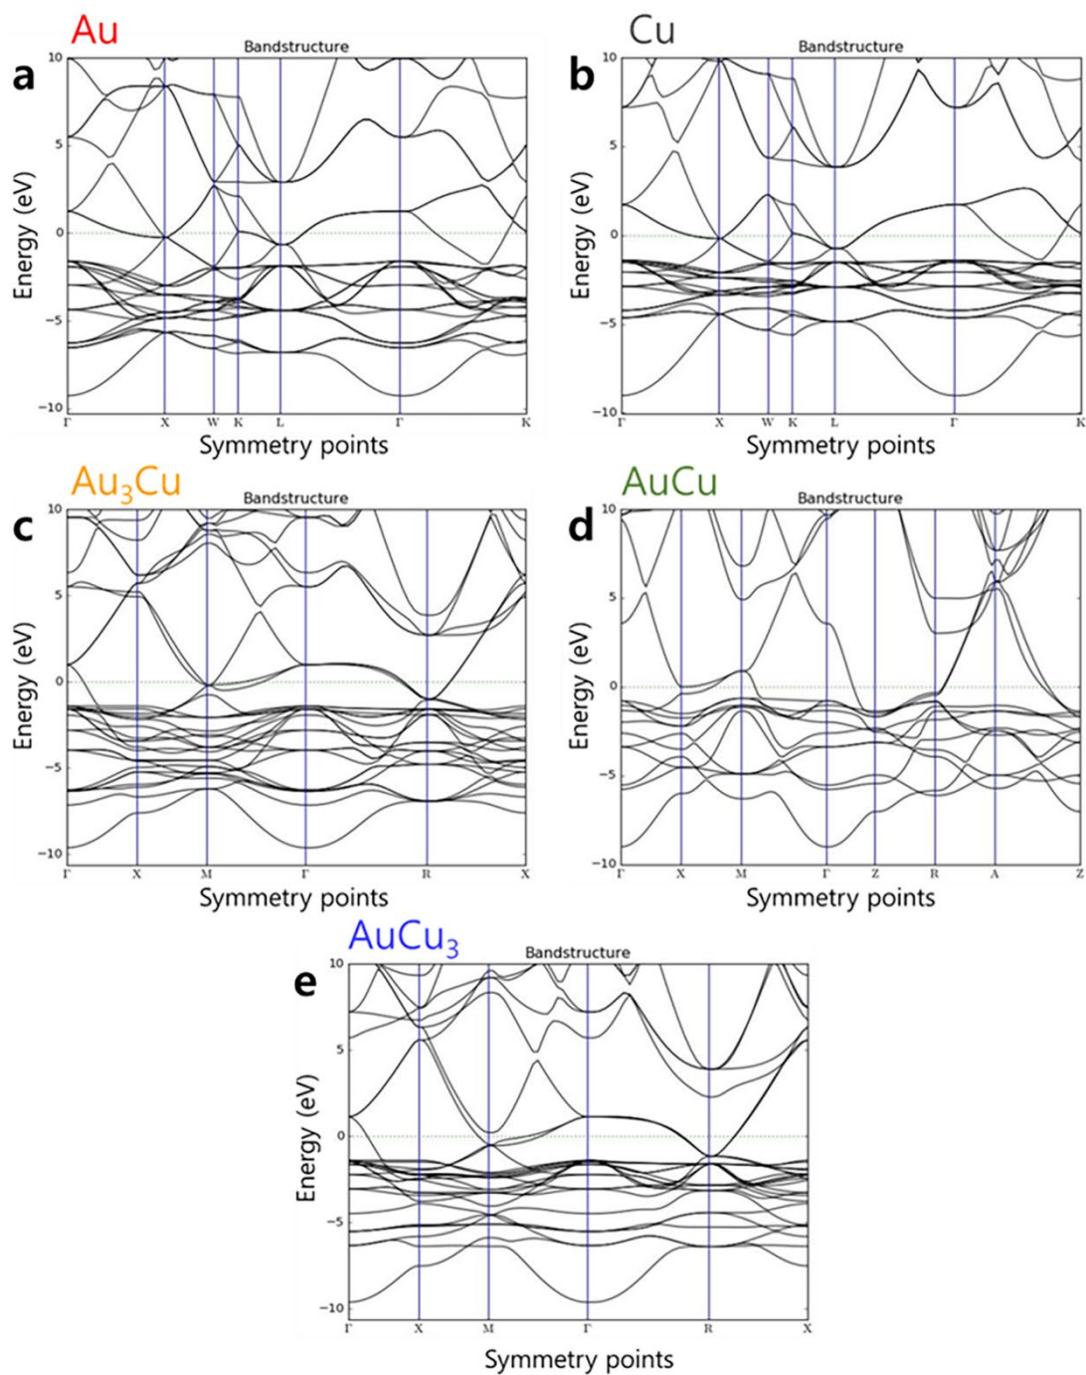 Au
Cu
a
Bandstructure
b
Bandstructure
10
5
0
−5
−10
Energy (eV)
Γ X W K L Γ K
Symmetry points
10
5
0
−5
−10
Energy (eV)
Γ X W K L Γ K
Symmetry points
Au3Cu
AuCu
c
Bandstructure
d
Bandstructure
10
5
0
−5
−10
Energy (eV)
Γ X M Γ R X
Symmetry points
10
5
0
−5
−10
Energy (eV)
Γ X M Γ Z R A Z
Symmetry points
AuCu3
e
Bandstructure
10
5
0
−5
−10
Energy (eV)
Γ X M Γ R X
Symmetry points